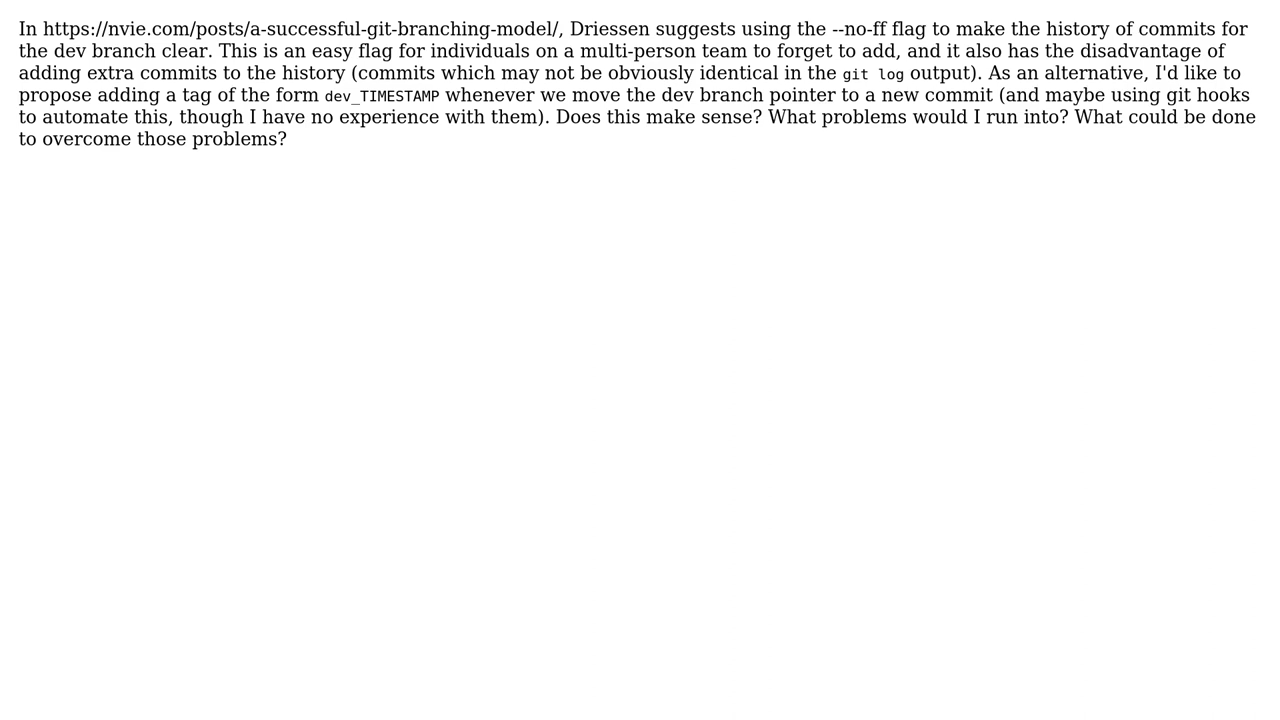 In https://nvie.com/posts/a-successful-git-branching-model/, Driessen suggests using the --no-ff flag to make the history of commits for
the dev branch clear. This is an easy flag for individuals on a multi-person team to forget to add, and it also has the disadvantage of
adding extra commits to the history (commits which may not be obviously identical in the git log output). As an alternative, I'd like to
propose adding a tag of the form dev_TIMESTAMP whenever we move the dev branch pointer to a new commit (and maybe using git hooks
to automate this, though I have no experience with them). Does this make sense? What problems would I run into? What could be done
to overcome those problems?